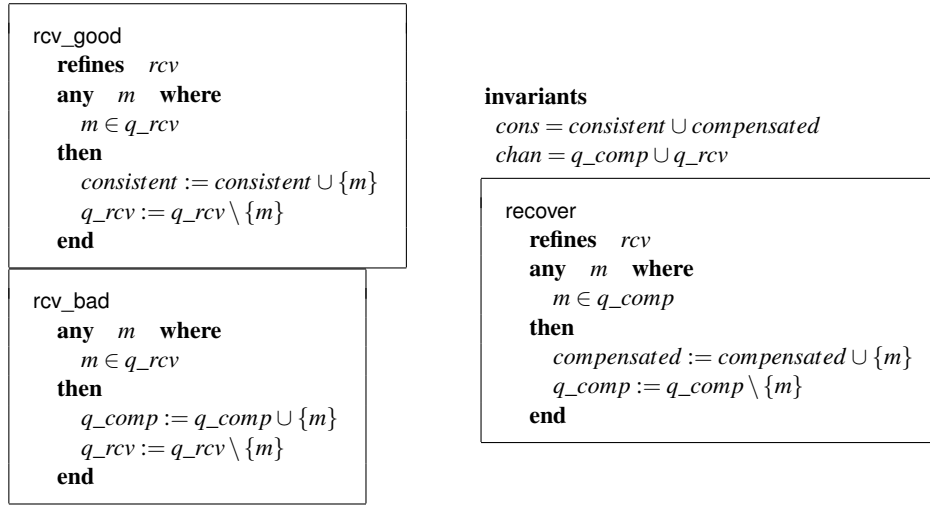 rcv_good
refines rcv
any m where
m ∈ q_rcv
then
consistent := consistent ∪ {m}
q_rcv := q_rcv \ {m}
end
rcv_bad
any m where
m ∈ q_rcv
then
q_comp := q_comp ∪ {m}
q_rcv := q_rcv \ {m}
end
invariants
cons = consistent ∪ compensated
chan = q_comp ∪ q_rcv
recover
refines rcv
any m where
m ∈ q_comp
then
compensated := compensated ∪ {m}
q_comp := q_comp \ {m}
end